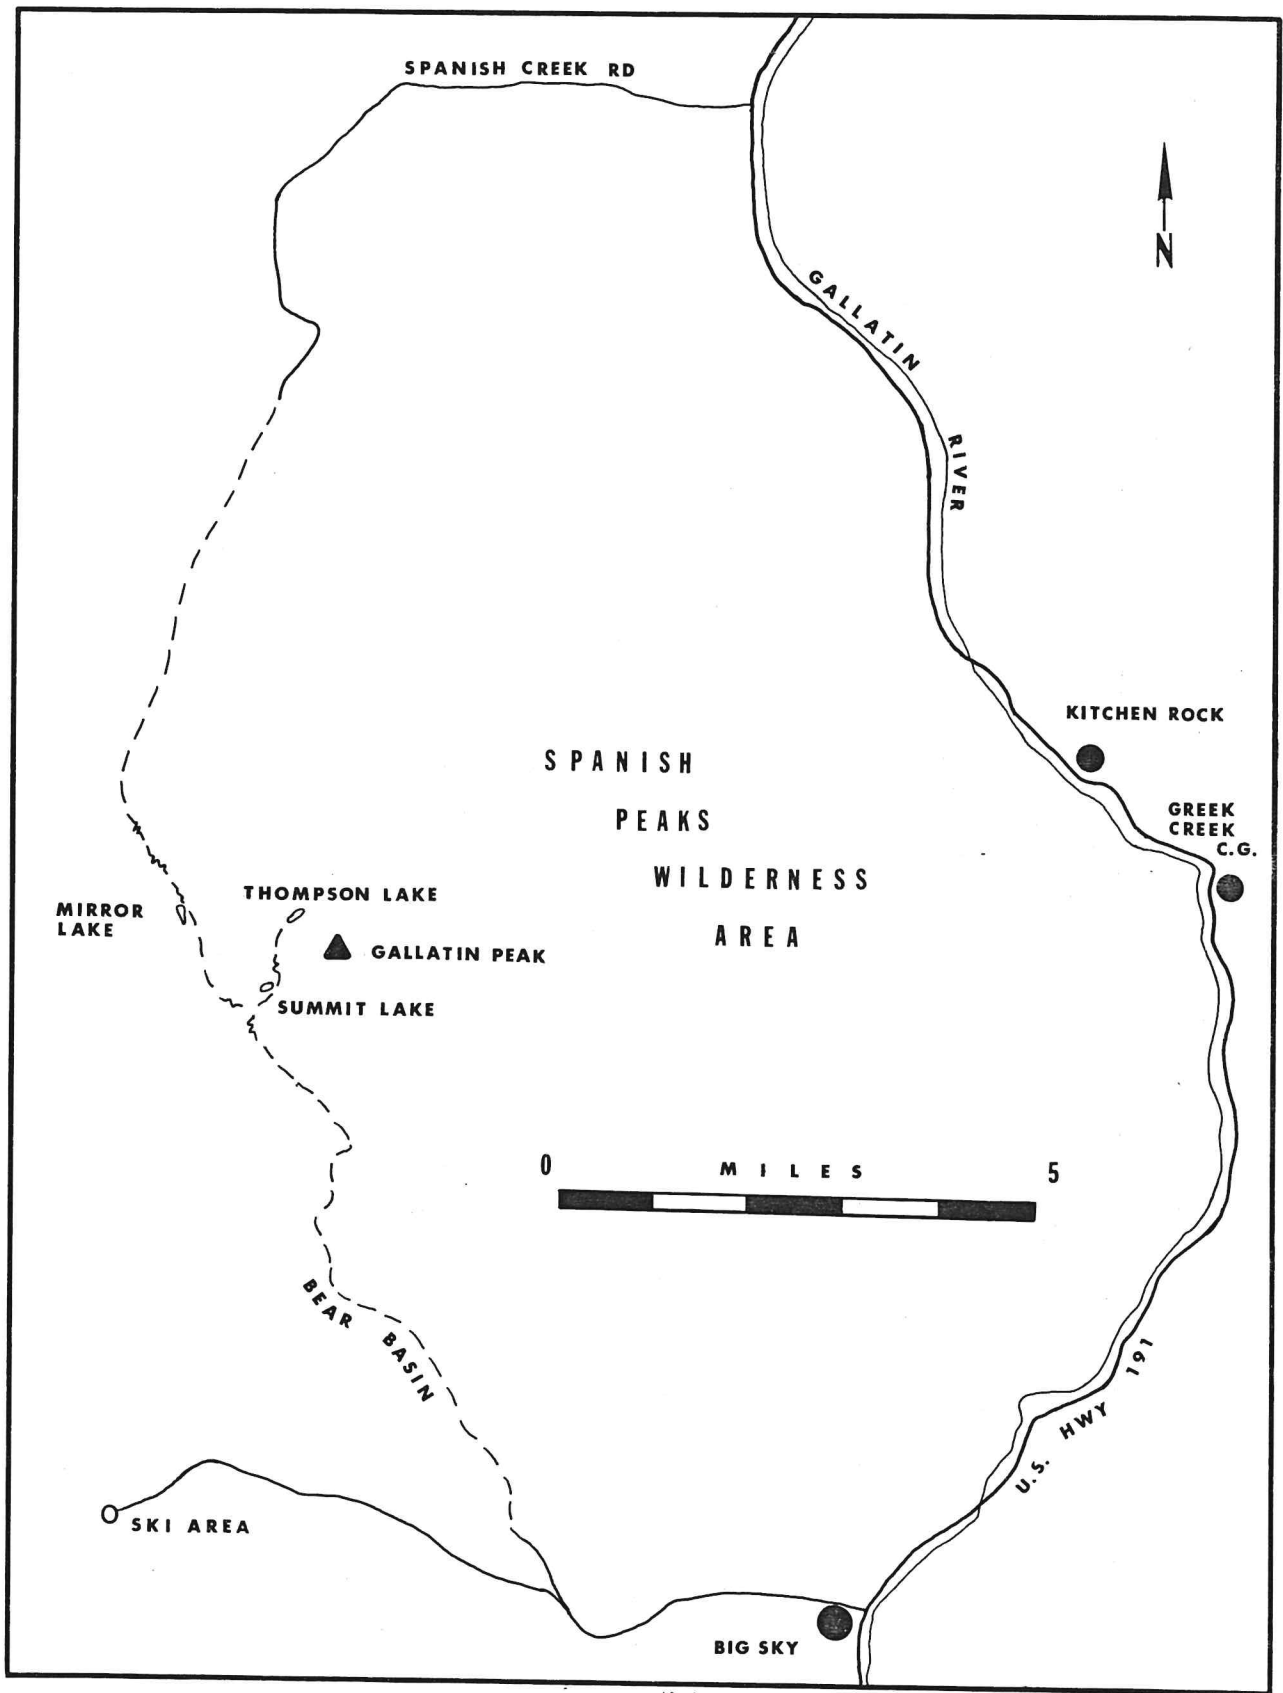 SPANISH CREEK RD
N
GALLATIN
RIVER
KITCHEN ROCK
SPANISH
PEAKS
WILDERNESS
AREA
GREEK
CREEK
C.G.
THOMPSON LAKE
MIRROR
LAKE
GALLATIN PEAK
SUMMIT LAKE
0 MILES 5
BEAR BASIN
U.S. HWY 191
SKI AREA
BIG SKY